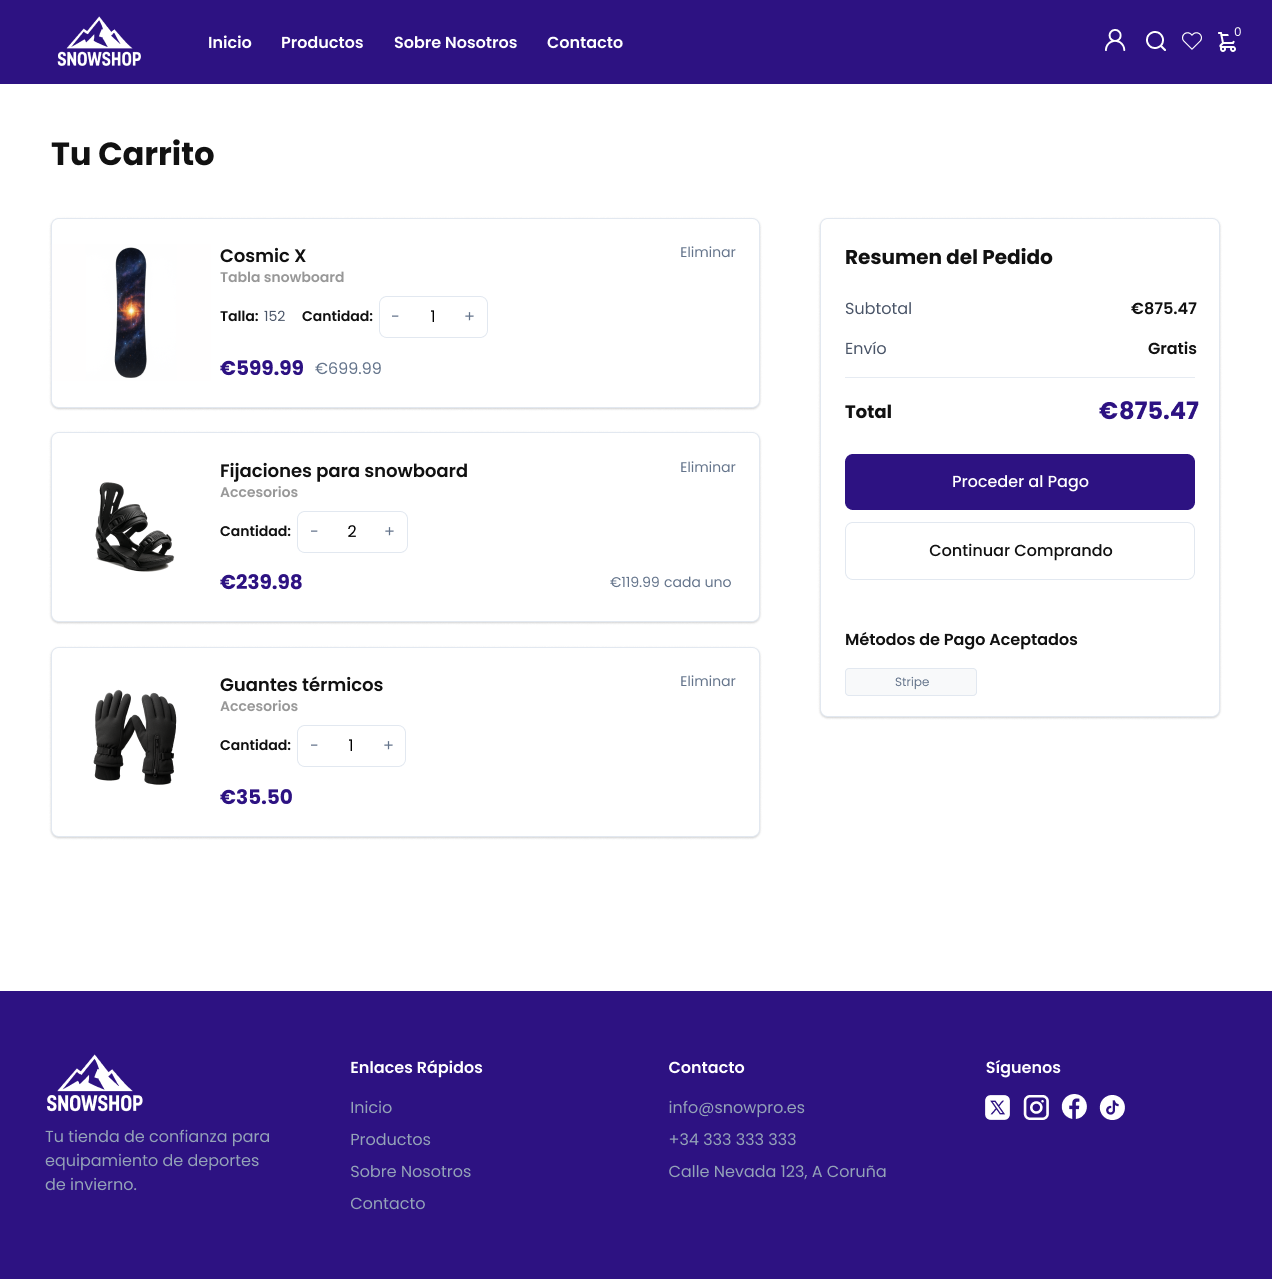 SNOWSHOP
Inicio Productos Sobre Nosotros Contacto
0
Tu Carrito
Cosmic X
Eliminar
Tabla snowboard
Talla: 152 Cantidad: - 1 +
€599.99 €699.99
Fijaciones para snowboard
Eliminar
Accesorios
Cantidad: - 2 +
€239.98
€119.99 cada uno
Guantes térmicos
Eliminar
Accesorios
Cantidad: - 1 +
€35.50
Resumen del Pedido
Subtotal €875.47
Envío Gratis
Total €875.47
Proceder al Pago
Continuar Comprando
Métodos de Pago Aceptados
Stripe
SNOWSHOP
Tu tienda de confianza para
equipamiento de deportes
de invierno.
Enlaces Rápidos
Inicio
Productos
Sobre Nosotros
Contacto
Contacto
info@snowpro.es
+34 333 333 333
Calle Nevada 123, A Coruña
Síguenos